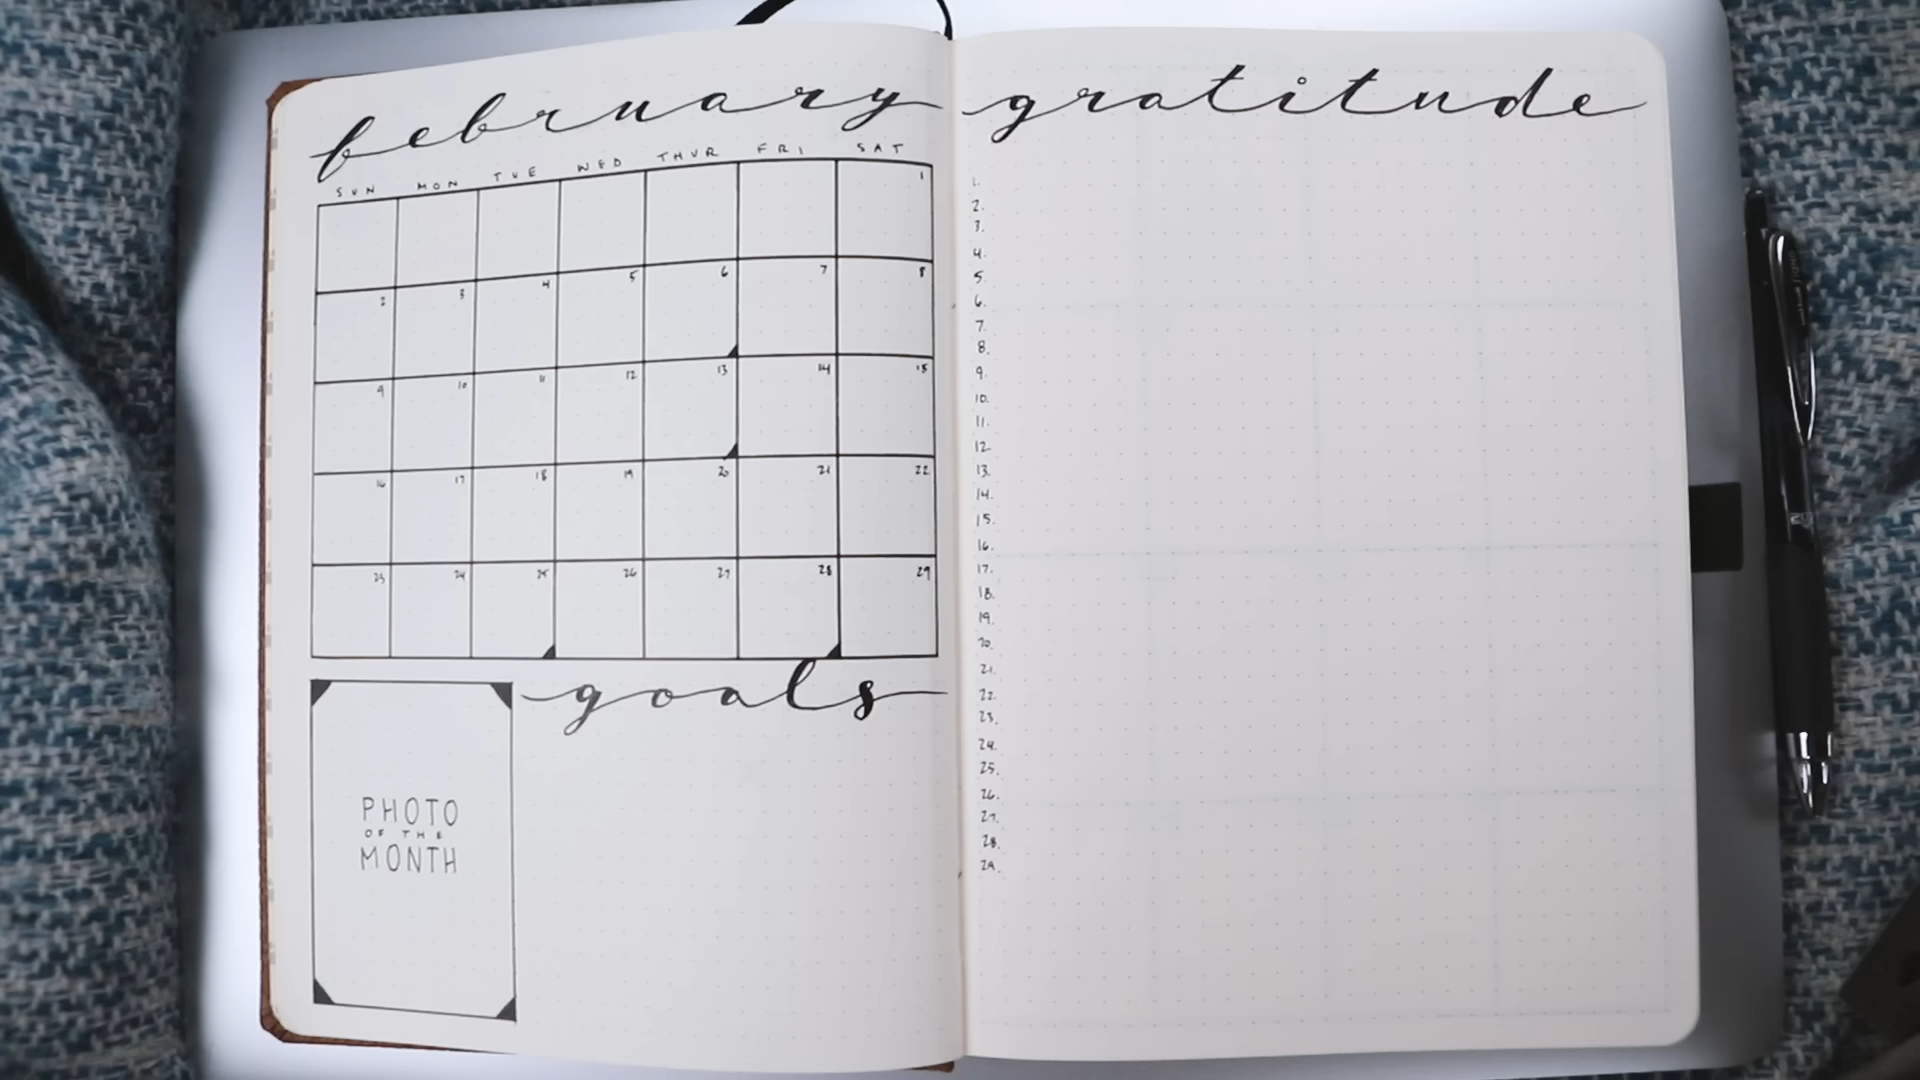 february
SUN MON TUE WED THUR FRI SAT
1
2 3 4 5 6 7 8
9 10 11 12 13 14 15
16 17 18 19 20 21 22
23 24 25 26 27 28 29
goals
PHOTO
OF THE
MONTH
gratitude
1.
2.
3.
4.
5.
6.
7.
8.
9.
10.
11.
12.
13.
14.
15.
16.
17.
18.
19.
20.
21.
22.
23.
24.
25.
26.
27.
28.
29.